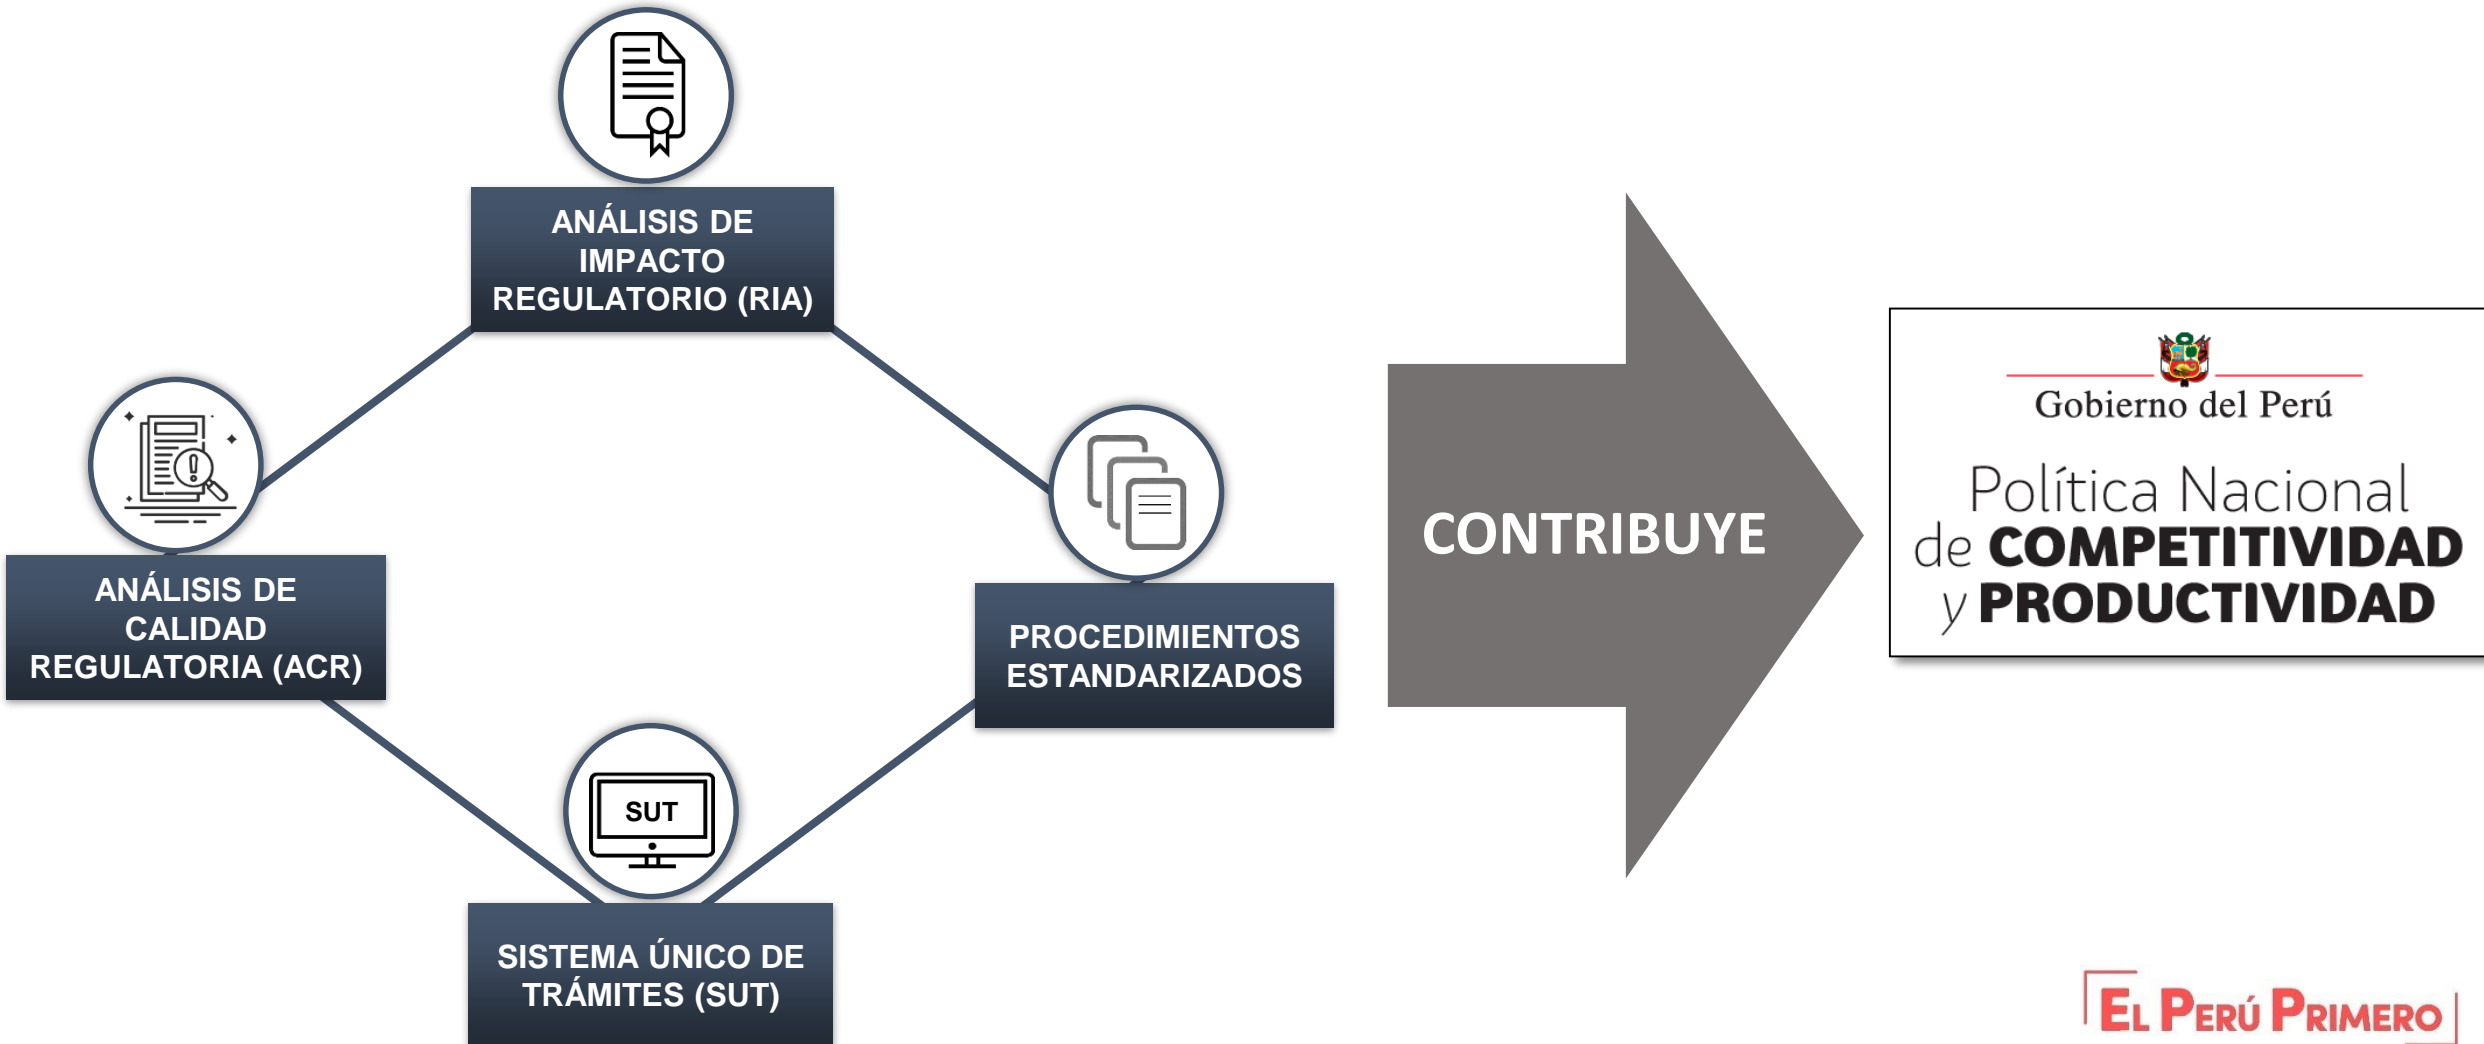 ANÁLISIS DE
IMPACTO
REGULATORIO (RIA)
ANÁLISIS DE
CALIDAD
REGULATORIA (ACR)
PROCEDIMIENTOS
ESTANDARIZADOS
SUT
SISTEMA ÚNICO DE
TRÁMITES (SUT)
CONTRIBUYE
Gobierno del Perú
Política Nacional
de COMPETITIVIDAD
y PRODUCTIVIDAD
EL PERÚ PRIMERO